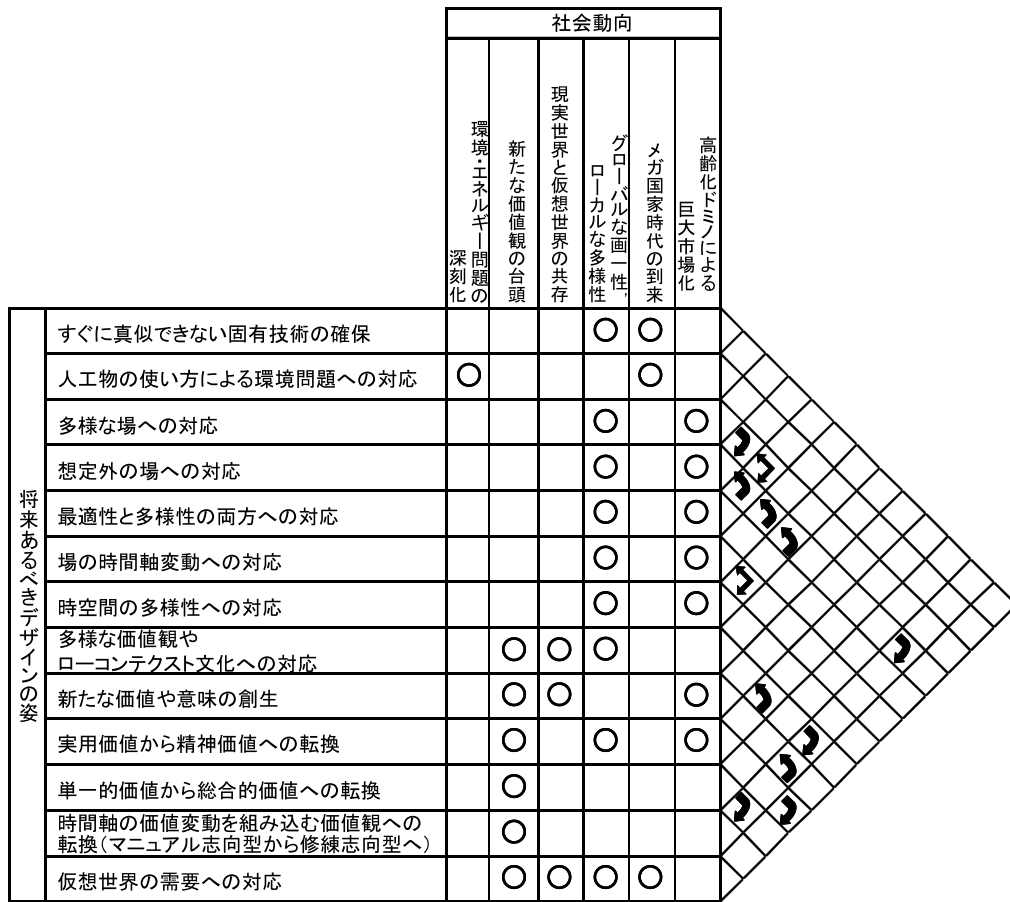 社会動向
環境・エネルギー問題の
深刻化
新たな価値観の台頭
現実世界と仮想世界の共存
グローバルな画一性,
ローカルな多様性
メガ国家時代の到来
高齢化ドミノによる
巨大市場化
将来あるべきデザインの姿
すぐに真似できない固有技術の確保
人工物の使い方による環境問題への対応
多様な場への対応
想定外の場への対応
最適性と多様性の両方への対応
場の時間軸変動への対応
時空間の多様性への対応
多様な価値観や
ローコンテクスト文化への対応
新たな価値や意味の創生
実用価値から精神価値への転換
単一的価値から総合的価値への転換
時間軸の価値変動を組み込む価値観への
転換(マニュアル志向型から修練志向型へ)
仮想世界の需要への対応